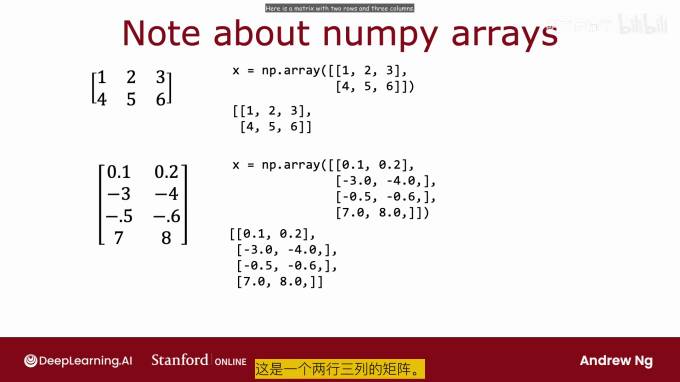 Here is a matrix with two rows and three columns.
bilibili
Note about numpy arrays
1 2 3
4 5 6
x = np.array([[1, 2, 3],
[4, 5, 6]])
[[1, 2, 3],
[4, 5, 6]]
0.1 0.2
−3 −4
−.5 −.6
7 8
x = np.array([[0.1, 0.2],
[-3.0, -4.0,],
[-0.5, -0.6,],
[7.0, 8.0,]])
[[0.1, 0.2],
[-3.0, -4.0,],
[-0.5, -0.6,],
[7.0, 8.0,]]
DeepLearning.AI Stanford ONLINE Andrew Ng
这是一个两行三列的矩阵。